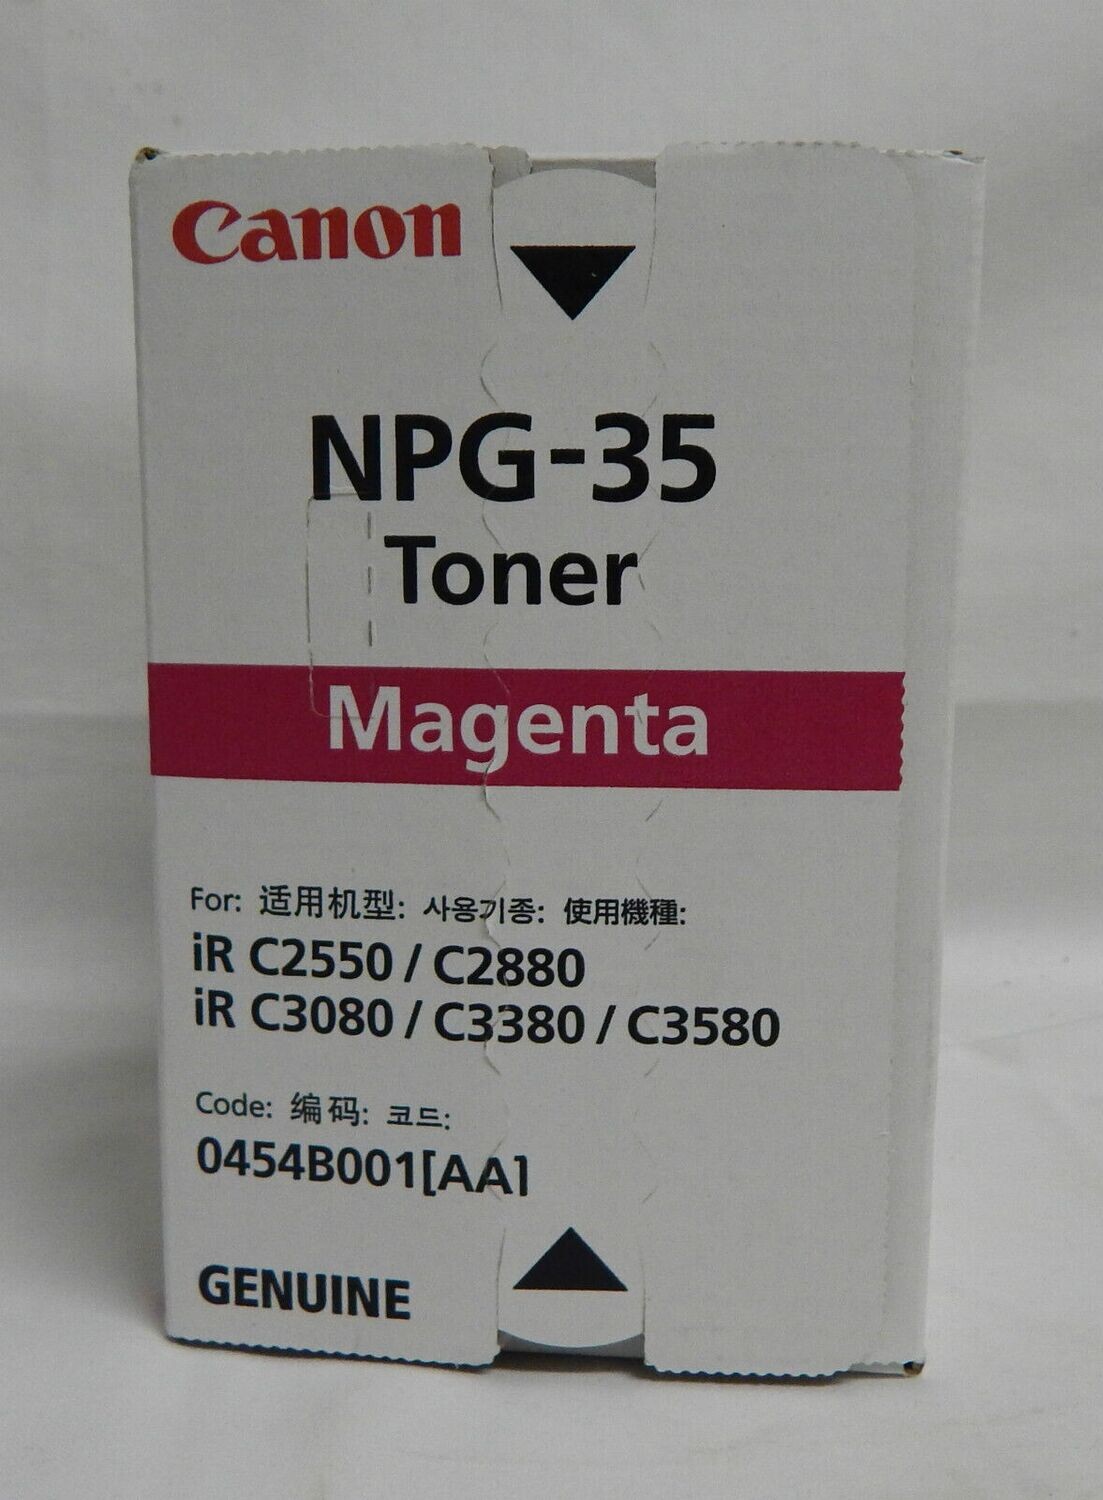 Canon
NPG-35
Toner
Magenta
For: 适用机型: 사용기종: 使用機種:
iR C2550 / C2880
iR C3080 / C3380 / C3580
Code: 编码: 코드:
0454B001[AA]
GENUINE